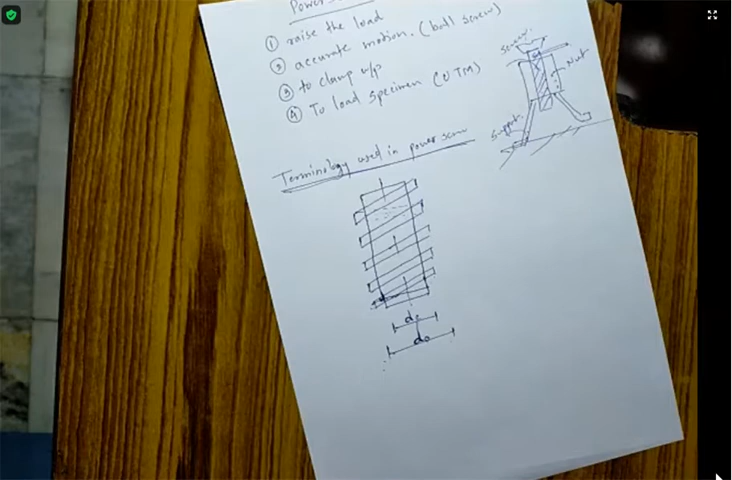 Power
① raise the load
② accurate motion. (ball screw)
③ to clamp w/p
④ To load specimen (UTM)
Screw
Nut
Support
Terminology used in power screw
dc
do